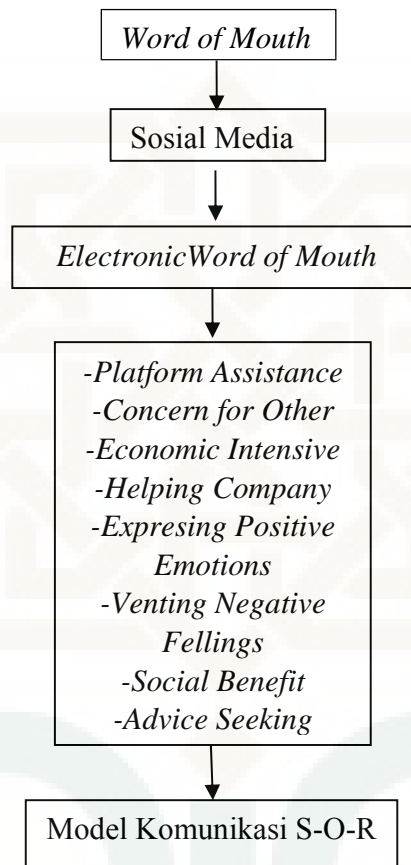 Word of Mouth
Sosial Media
ElectronicWord of Mouth
-Platform Assistance
-Concern for Other
-Economic Intensive
-Helping Company
-Expresing Positive
Emotions
-Venting Negative
Fellings
-Social Benefit
-Advice Seeking
Model Komunikasi S-O-R